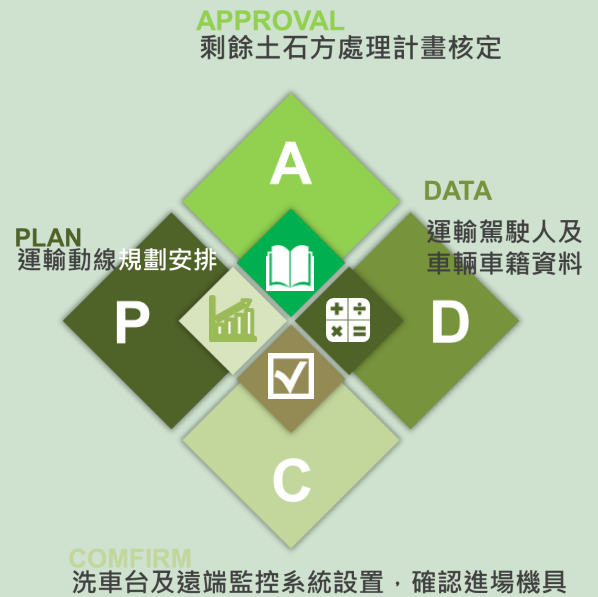 APPROVAL
剩餘土石方處理計畫核定
A
DATA
運輸駕駛人及
車輛車籍資料
PLAN
運輸動線規劃安排
P
D
C
COMFIRM
洗車台及遠端監控系統設置，確認進場機具